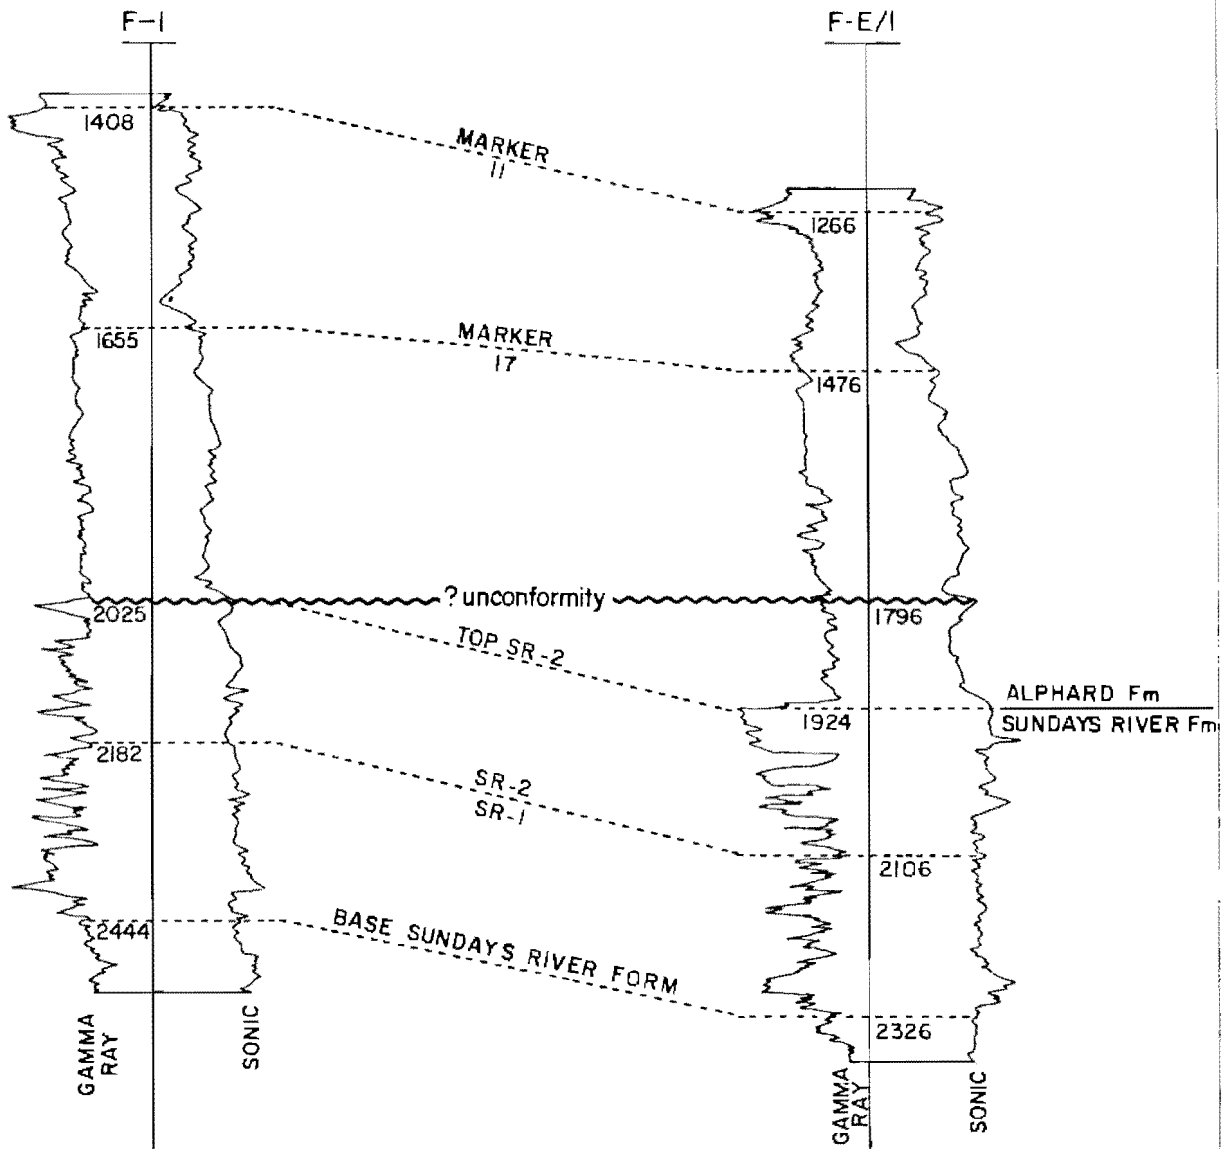 F-1
F-E/1
1408
MARKER
11
1266
1655
MARKER
17
1476
2025
? unconformity
1796
TOP SR-2
1924
ALPHARD Fm
SUNDAYS RIVER Fm
2182
SR-2
SR-1
2106
2444
BASE SUNDAYS RIVER FORM
2326
GAMMA
RAY
SONIC
GAMMA
RAY
SONIC